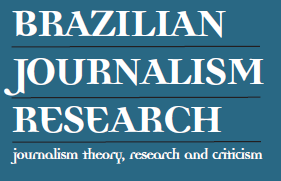 BRAZILIAN
JOURNALISM
RESEARCH
journalism theory, research and criticism